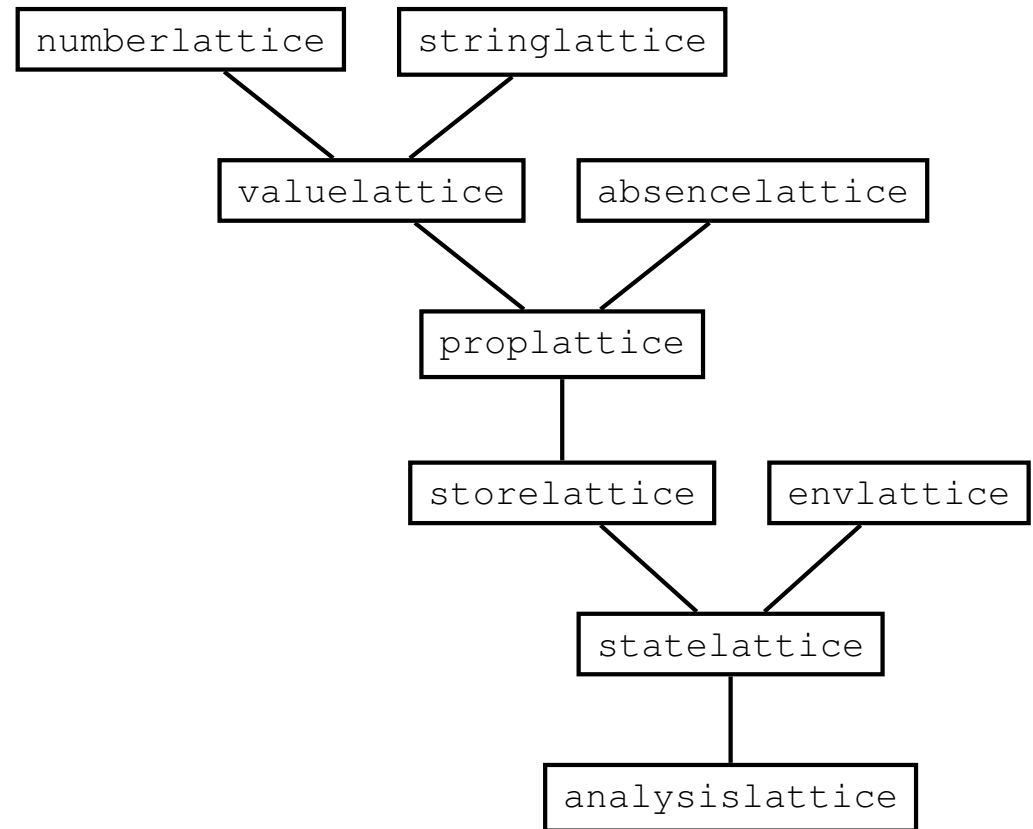 numberlattice
stringlattice
valuelattice
absencelattice
proplattice
storelattice
envlattice
statelattice
analysislattice